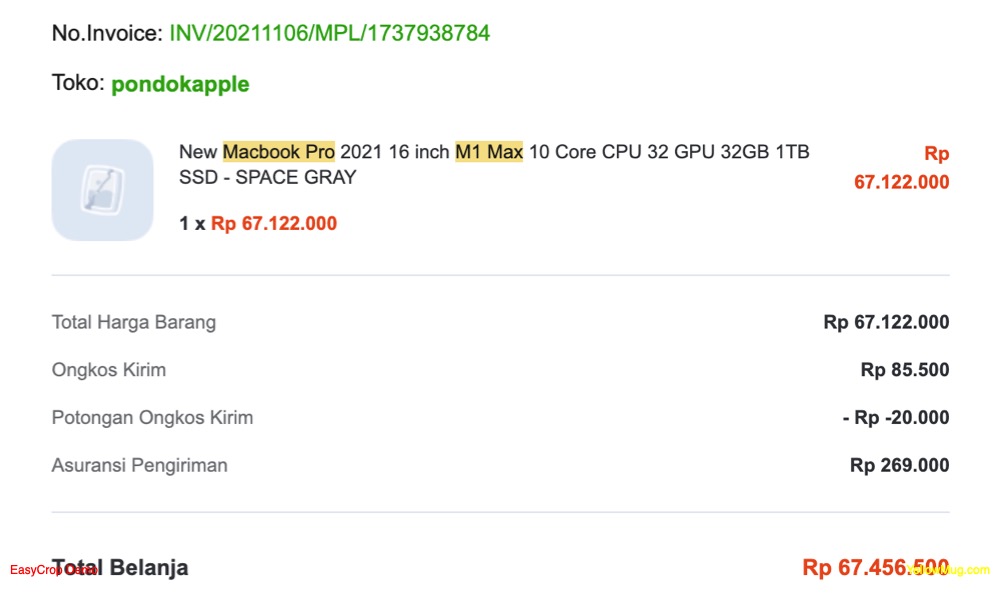 No.Invoice: INV/20211106/MPL/1737938784
Toko: pondokapple
New Macbook Pro 2021 16 inch M1 Max 10 Core CPU 32 GPU 32GB 1TB
SSD - SPACE GRAY
Rp
67.122.000
1 x Rp 67.122.000
Total Harga Barang Rp 67.122.000
Ongkos Kirim Rp 85.500
Potongan Ongkos Kirim - Rp -20.000
Asuransi Pengiriman Rp 269.000
Total Belanja Rp 67.456.500
EasyCrop Demo
YellowMug.com